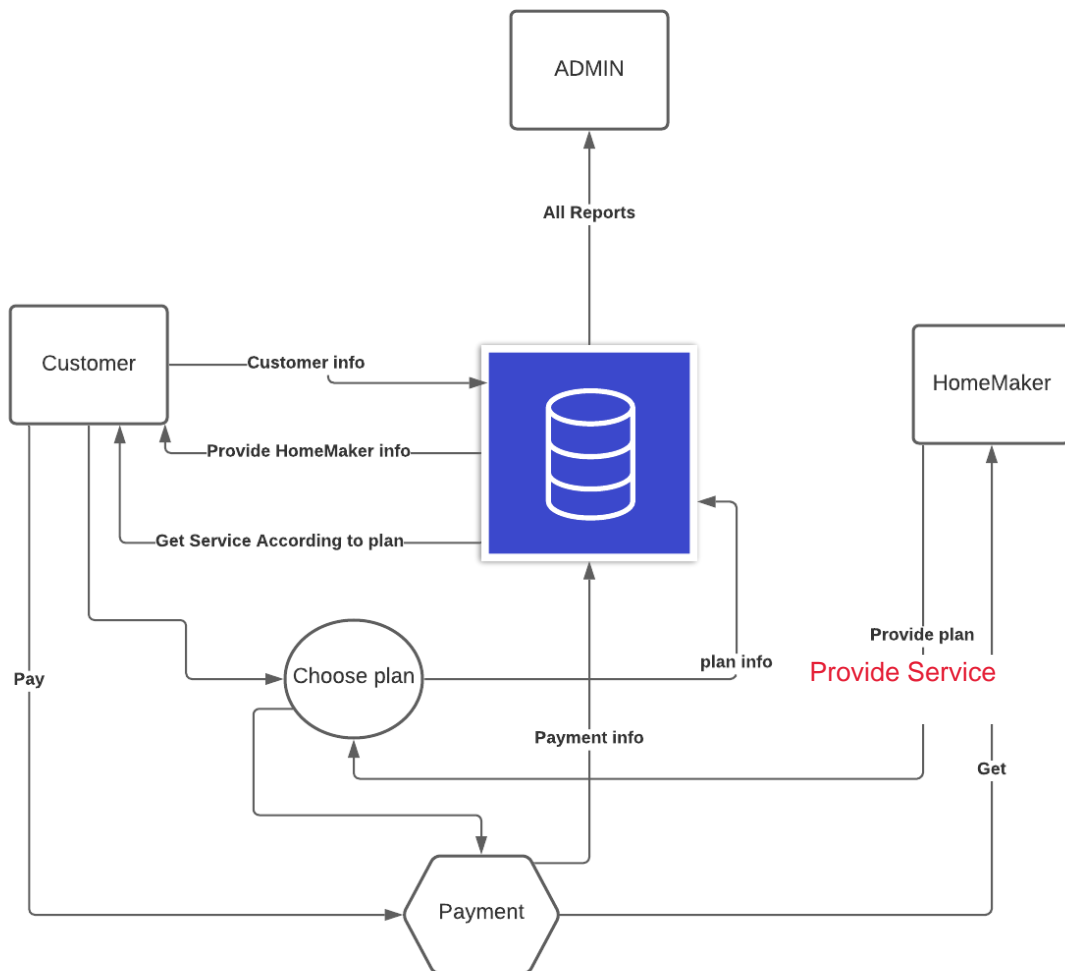 ADMIN
All Reports
Customer
Customer info
HomeMaker
Provide HomeMaker info
Get Service According to plan
Provide plan
plan info
Provide Service
Choose plan
Pay
Payment info
Get
Payment